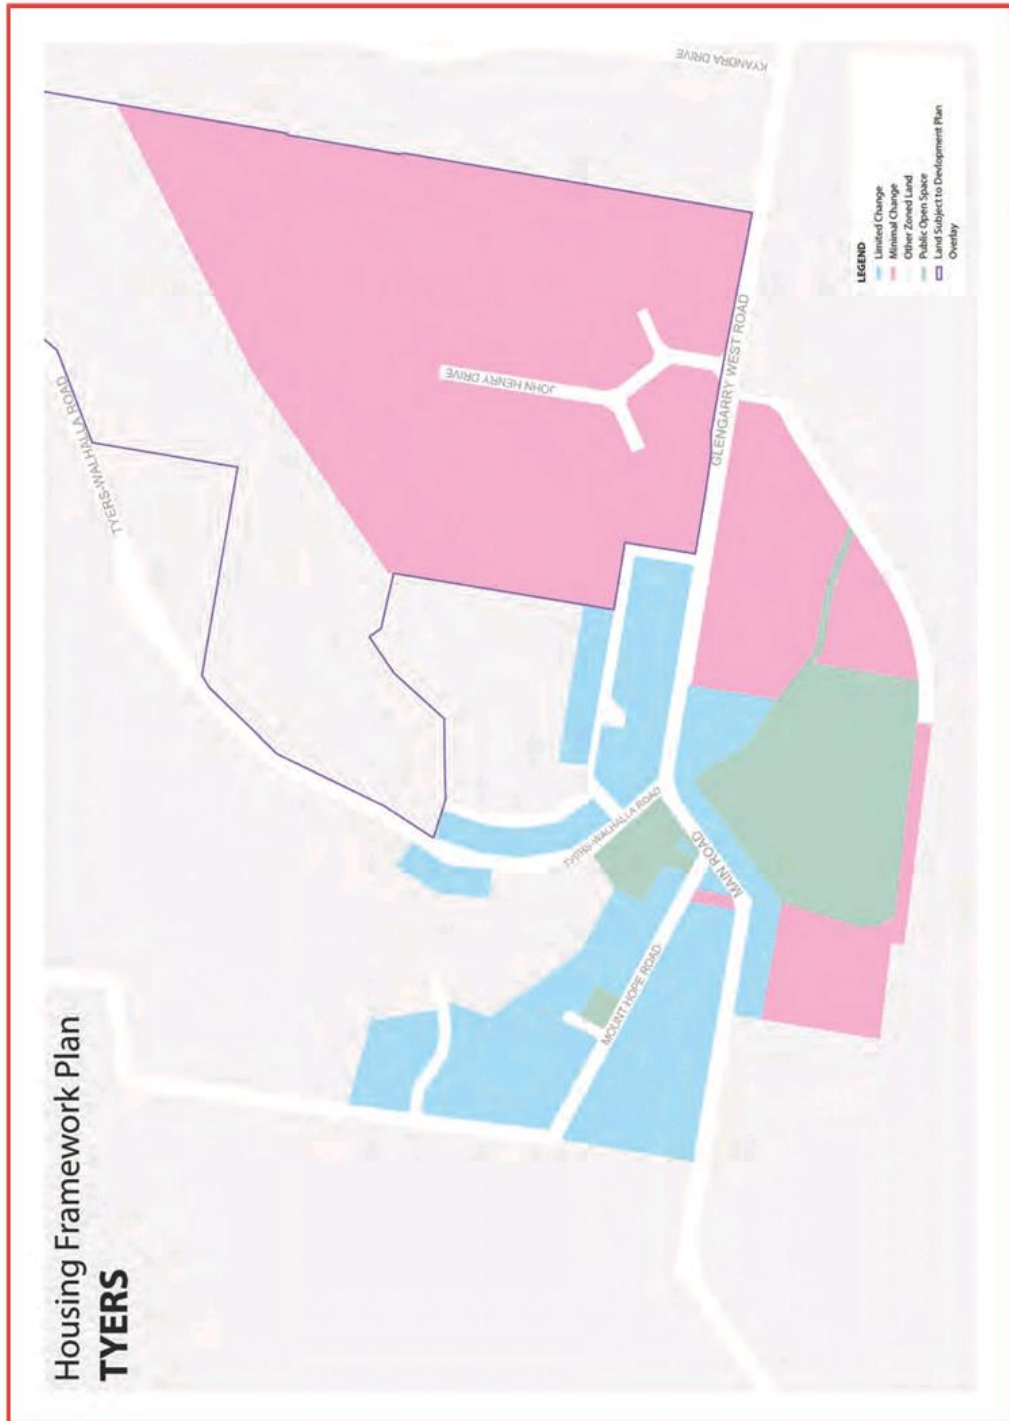 Housing Framework Plan
TYERS
TYERS-WALHALLA ROAD
KYANDRA DRIVE
JOHN HENRY DRIVE
GLENGARRY WEST ROAD
TYERS-WALHALLA ROAD
MAIN ROAD
MOUNT HOPE ROAD
LEGEND
Limited Change
Minimal Change
Other Zoned Land
Public Open Space
Land Subject to Devlopment Plan
Overlay